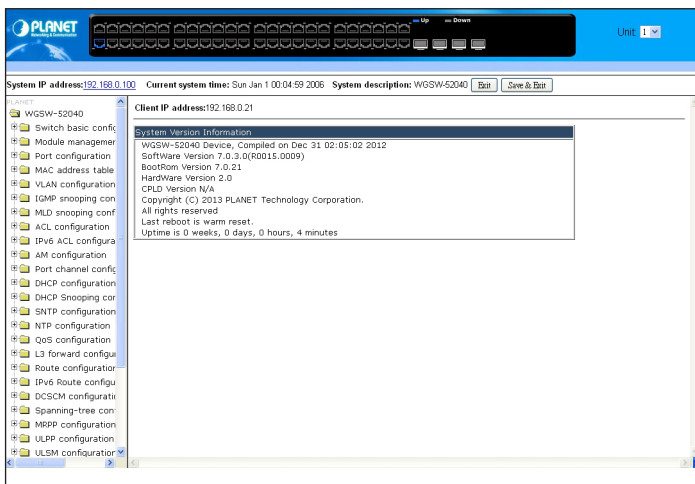 PLANET
Networking & Communication
Up Down
Unit: 1
System IP address:192.168.0.100 Current system time: Sun Jan 1 00:04:59 2006 System description: WGSW-52040 Exit Save & Exit
PLANET
WGSW-52040
Switch basic config
Module managemer
Port configuration
MAC address table
VLAN configuration
IGMP snooping con
MLD snooping conf
ACL configuration
IPv6 ACL configura
AM configuration
Port channel config
DHCP configuration
DHCP Snooping cor
SNTP configuration
NTP configuration
QoS configuration
L3 forward configur
Route configuration
IPv6 Route configu
DCSCM configuratio
Spanning-tree conf
MRPP configuration
ULPP configuration
ULSM configuration
Client IP address:192.168.0.21
System Version Information
WGSW-52040 Device, Compiled on Dec 31 02:05:02 2012
SoftWare Version 7.0.3.0(R0015.0009)
BootRom Version 7.0.21
HardWare Version 2.0
CPLD Version N/A
Copyright (C) 2013 PLANET Technology Corporation.
All rights reserved
Last reboot is warm reset.
Uptime is 0 weeks, 0 days, 0 hours, 4 minutes